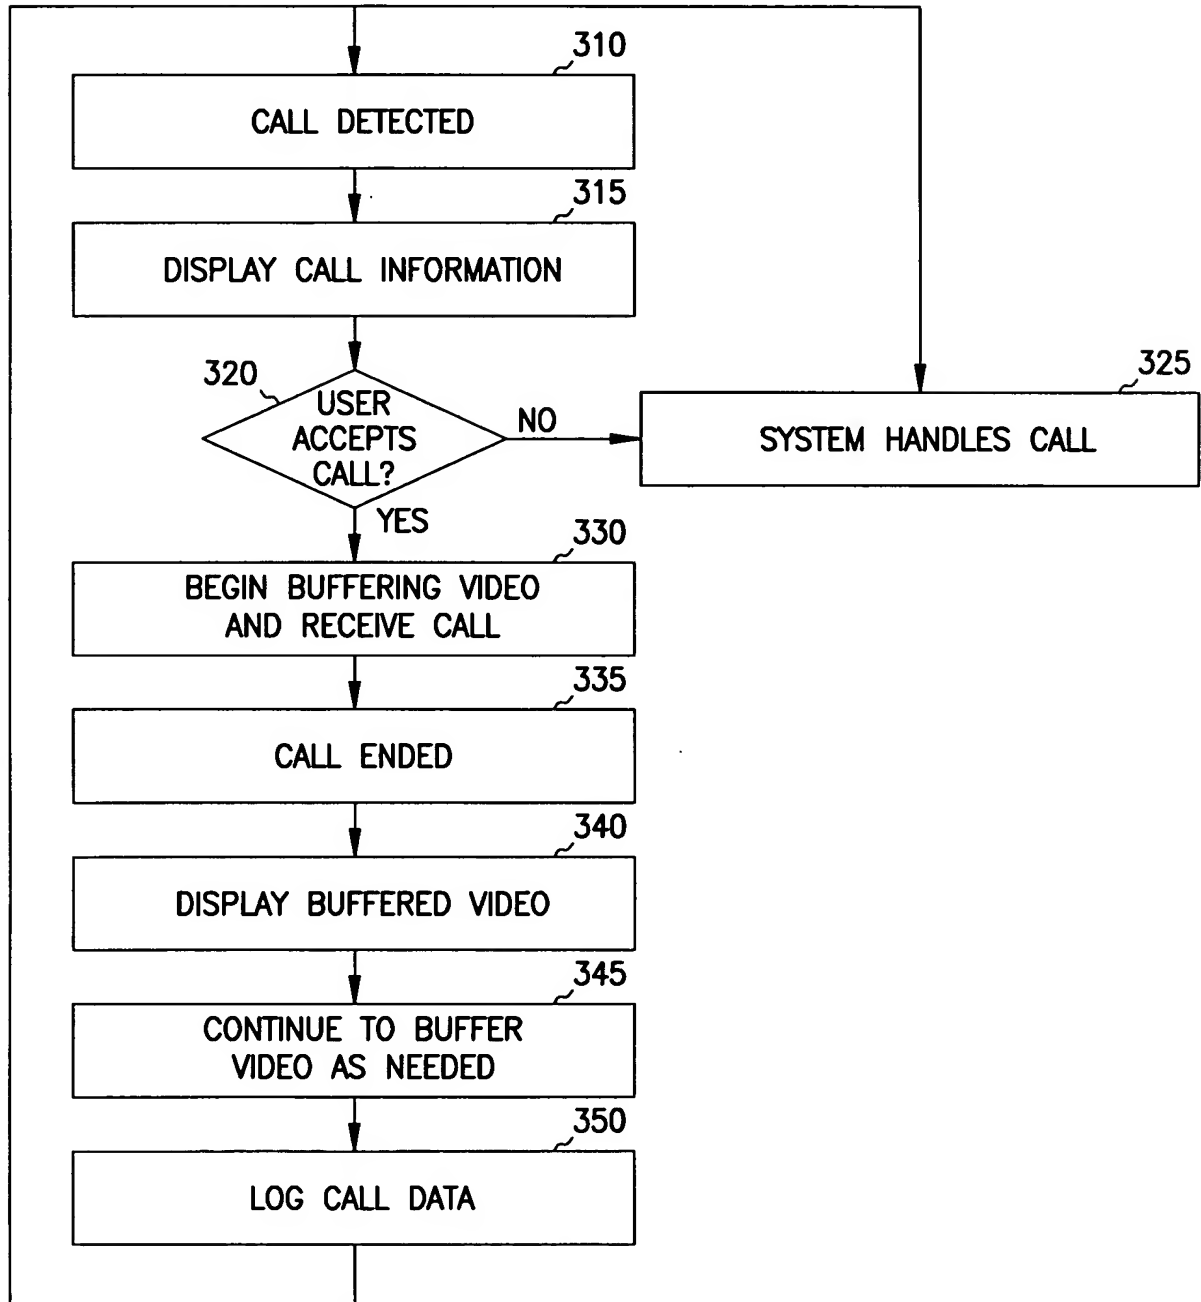 310
CALL DETECTED
315
DISPLAY CALL INFORMATION
320
USER
ACCEPTS
CALL?
NO
325
SYSTEM HANDLES CALL
YES
330
BEGIN BUFFERING VIDEO
AND RECEIVE CALL
335
CALL ENDED
340
DISPLAY BUFFERED VIDEO
345
CONTINUE TO BUFFER
VIDEO AS NEEDED
350
LOG CALL DATA